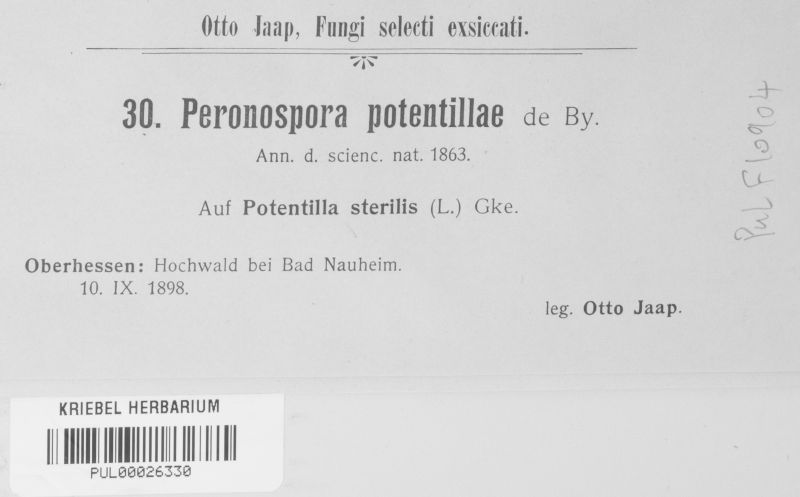 Otto Jaap, Fungi selecti exsiccati.
30. Peronospora potentillae de By.
Ann. d. scienc. nat. 1863.
Auf Potentilla sterilis (L.) Gke.
Oberhessen: Hochwald bei Bad Nauheim.
10. IX. 1898.
leg. Otto Jaap.
PUL F10904
KRIEBEL HERBARIUM
PUL00026330